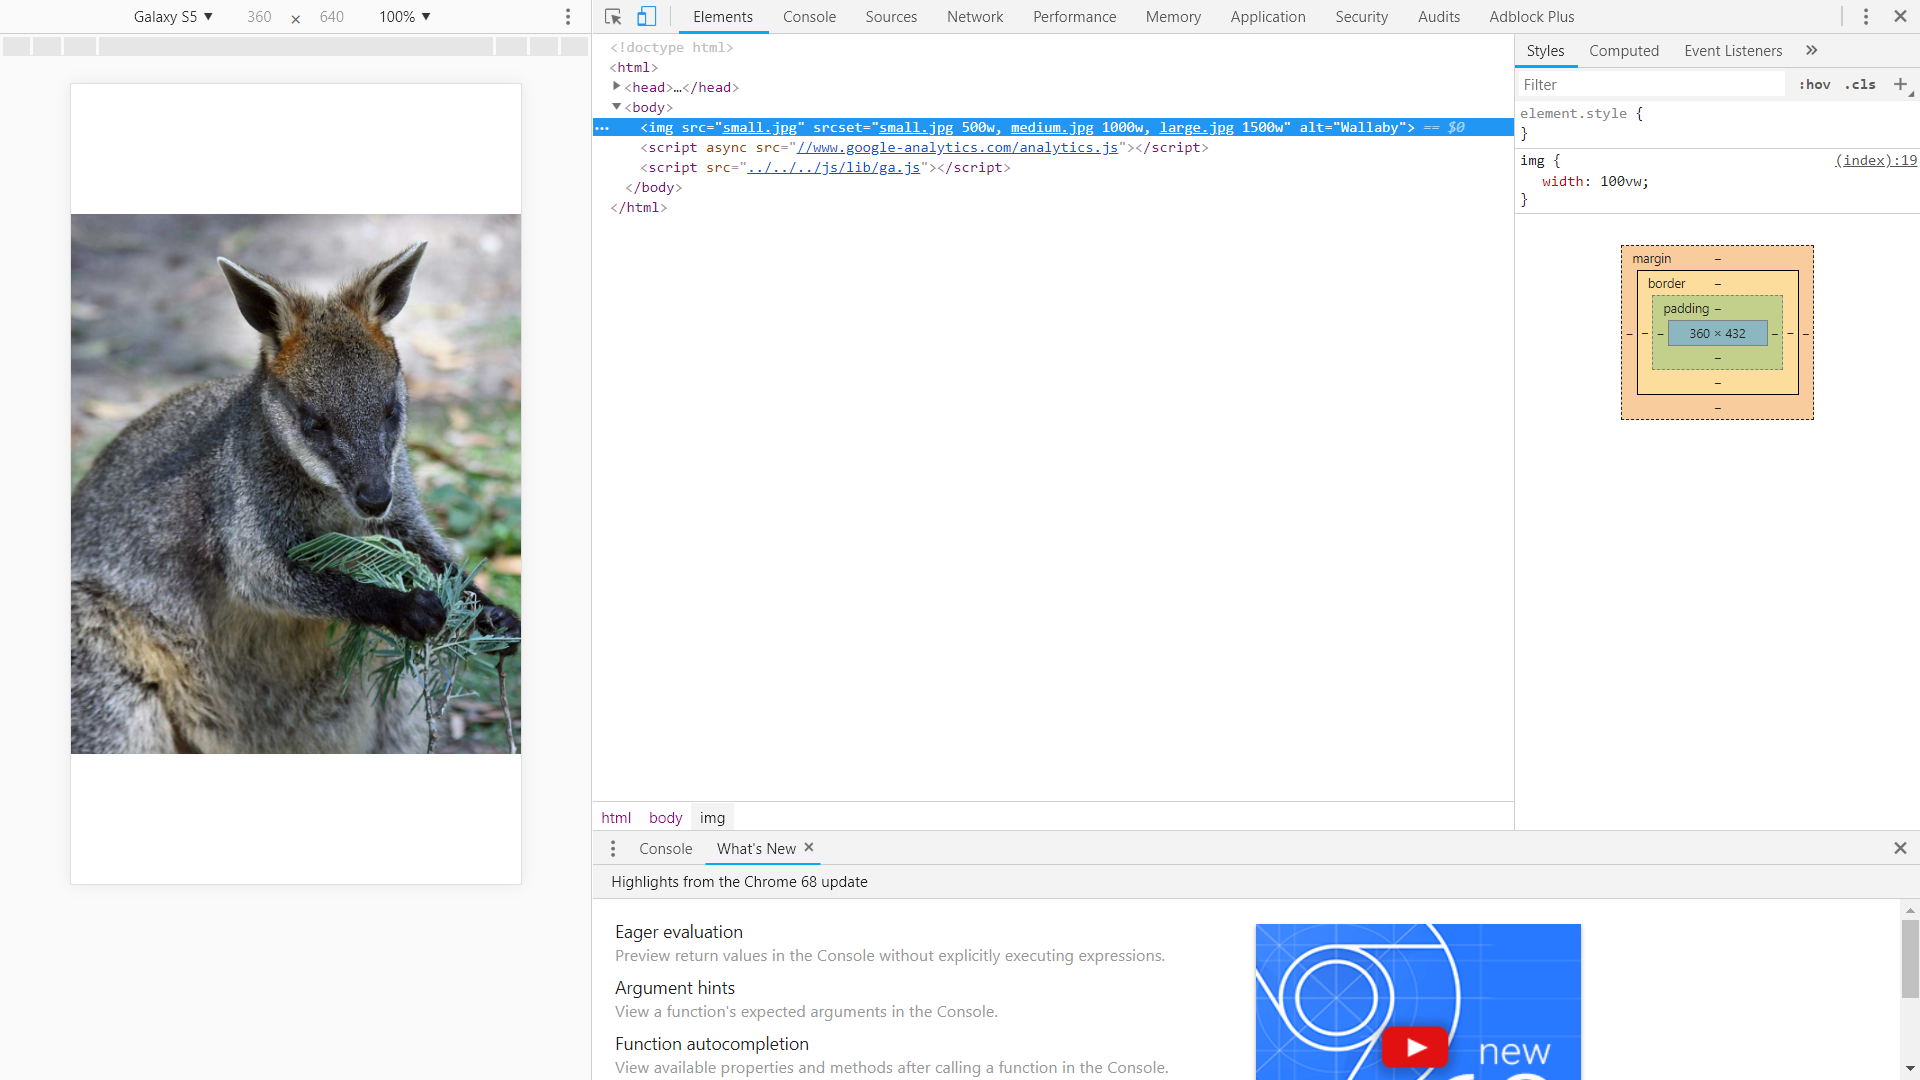 Galaxy S5 ▼ 360 × 640 100% ▼
Elements Console Sources Network Performance Memory Application Security Audits Adblock Plus
<!doctype html>
<html>
<head>…</head>
<body>
<img src="small.jpg" srcset="small.jpg 500w, medium.jpg 1000w, large.jpg 1500w" alt="Wallaby"> == $0
<script async src="//www.google-analytics.com/analytics.js"></script>
<script src="../../../js/lib/ga.js"></script>
</body>
</html>
html body img
Styles Computed Event Listeners »
Filter :hov .cls +
element.style {
}
img { (index):19
width: 100vw;
}
margin –
border –
padding –
– – – 360 × 432 – – –
–
–
–
Console What's New ×
Highlights from the Chrome 68 update
Eager evaluation
Preview return values in the Console without explicitly executing expressions.
Argument hints
View a function's expected arguments in the Console.
Function autocompletion
View available properties and methods after calling a function in the Console.
new